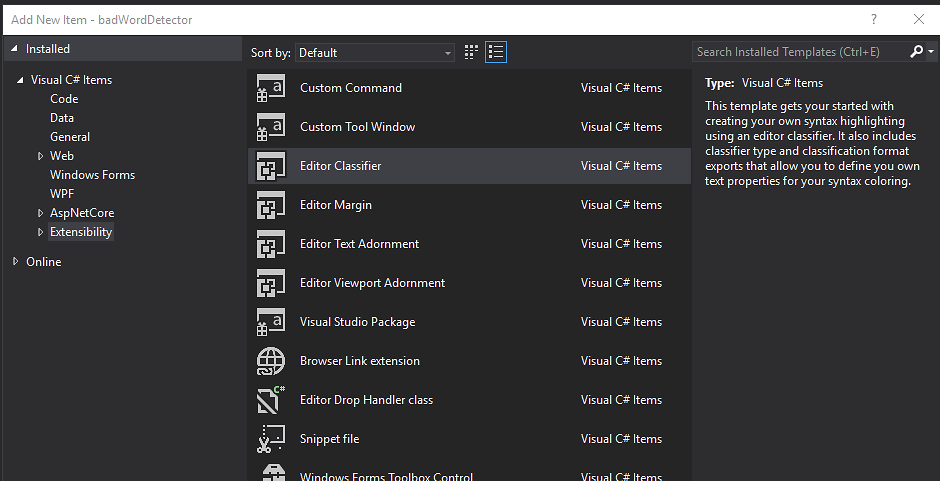 Add New Item - badWordDetector
?
Installed
Visual C# Items
Code
Data
General
Web
Windows Forms
WPF
AspNetCore
Extensibility
Online
Sort by: Default
Custom Command Visual C# Items
Custom Tool Window Visual C# Items
Editor Classifier Visual C# Items
Editor Margin Visual C# Items
Editor Text Adornment Visual C# Items
Editor Viewport Adornment Visual C# Items
Visual Studio Package Visual C# Items
Browser Link extension Visual C# Items
Editor Drop Handler class Visual C# Items
Snippet file Visual C# Items
Windows Forms Toolbox Control Visual C# Items
Search Installed Templates (Ctrl+E)
Type: Visual C# Items
This template gets your started with
creating your own syntax highlighting
using an editor classifier. It also includes
classifier type and classification format
exports that allow you to define you own
text properties for your syntax coloring.